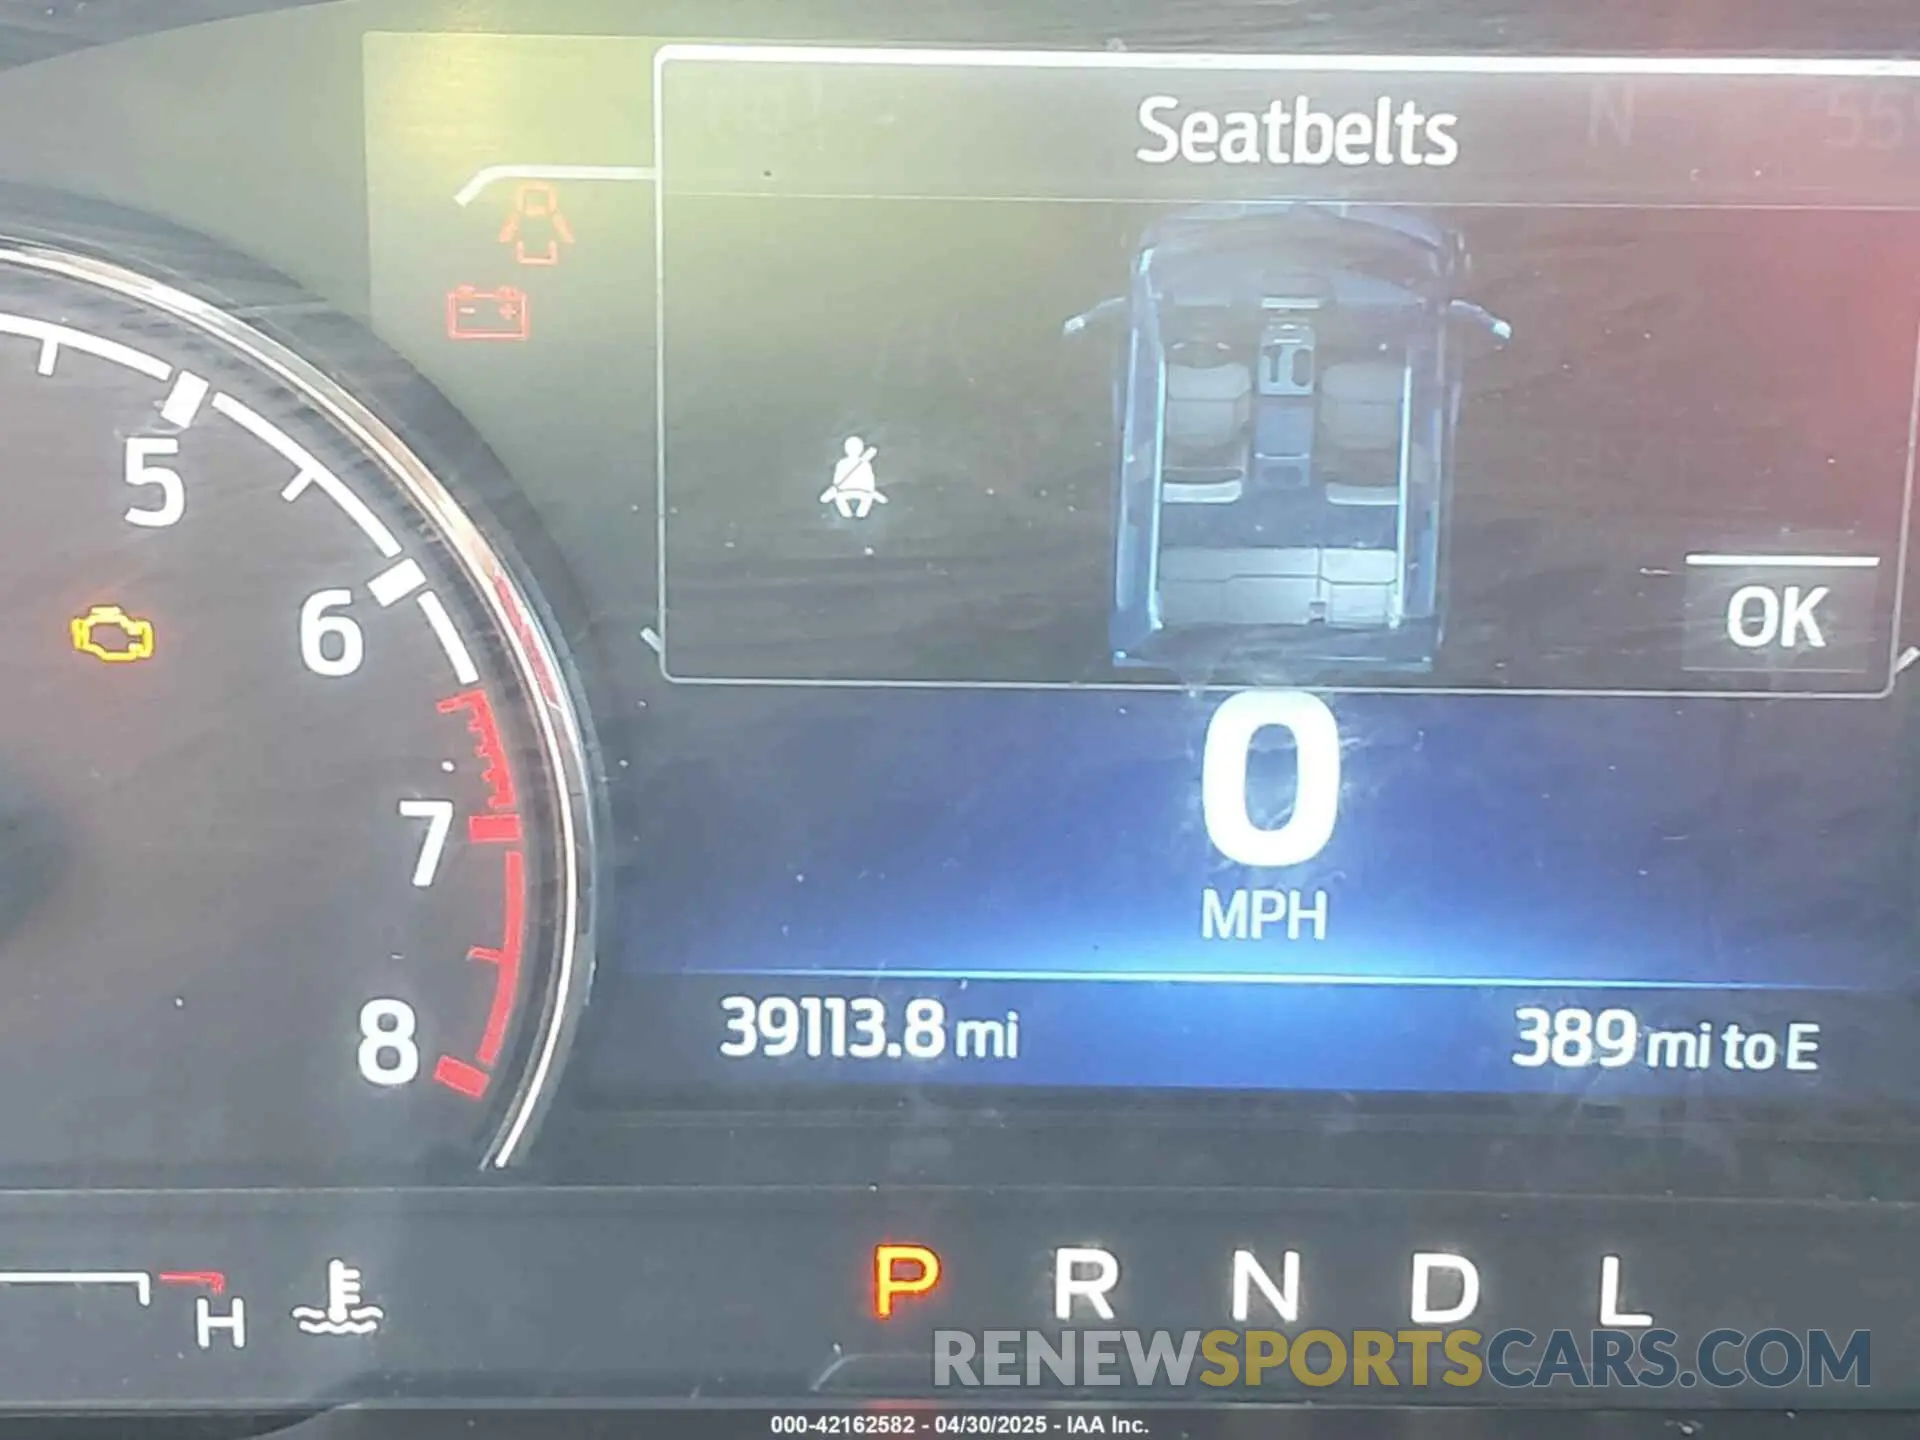 Seatbelts
N
5
6
OK
7
0
MPH
8
39113.8 mi
389 mi to E
H
P R N D L
RENEWSPORTSCARS.COM
000-42162582 - 04/30/2025 - IAA Inc.